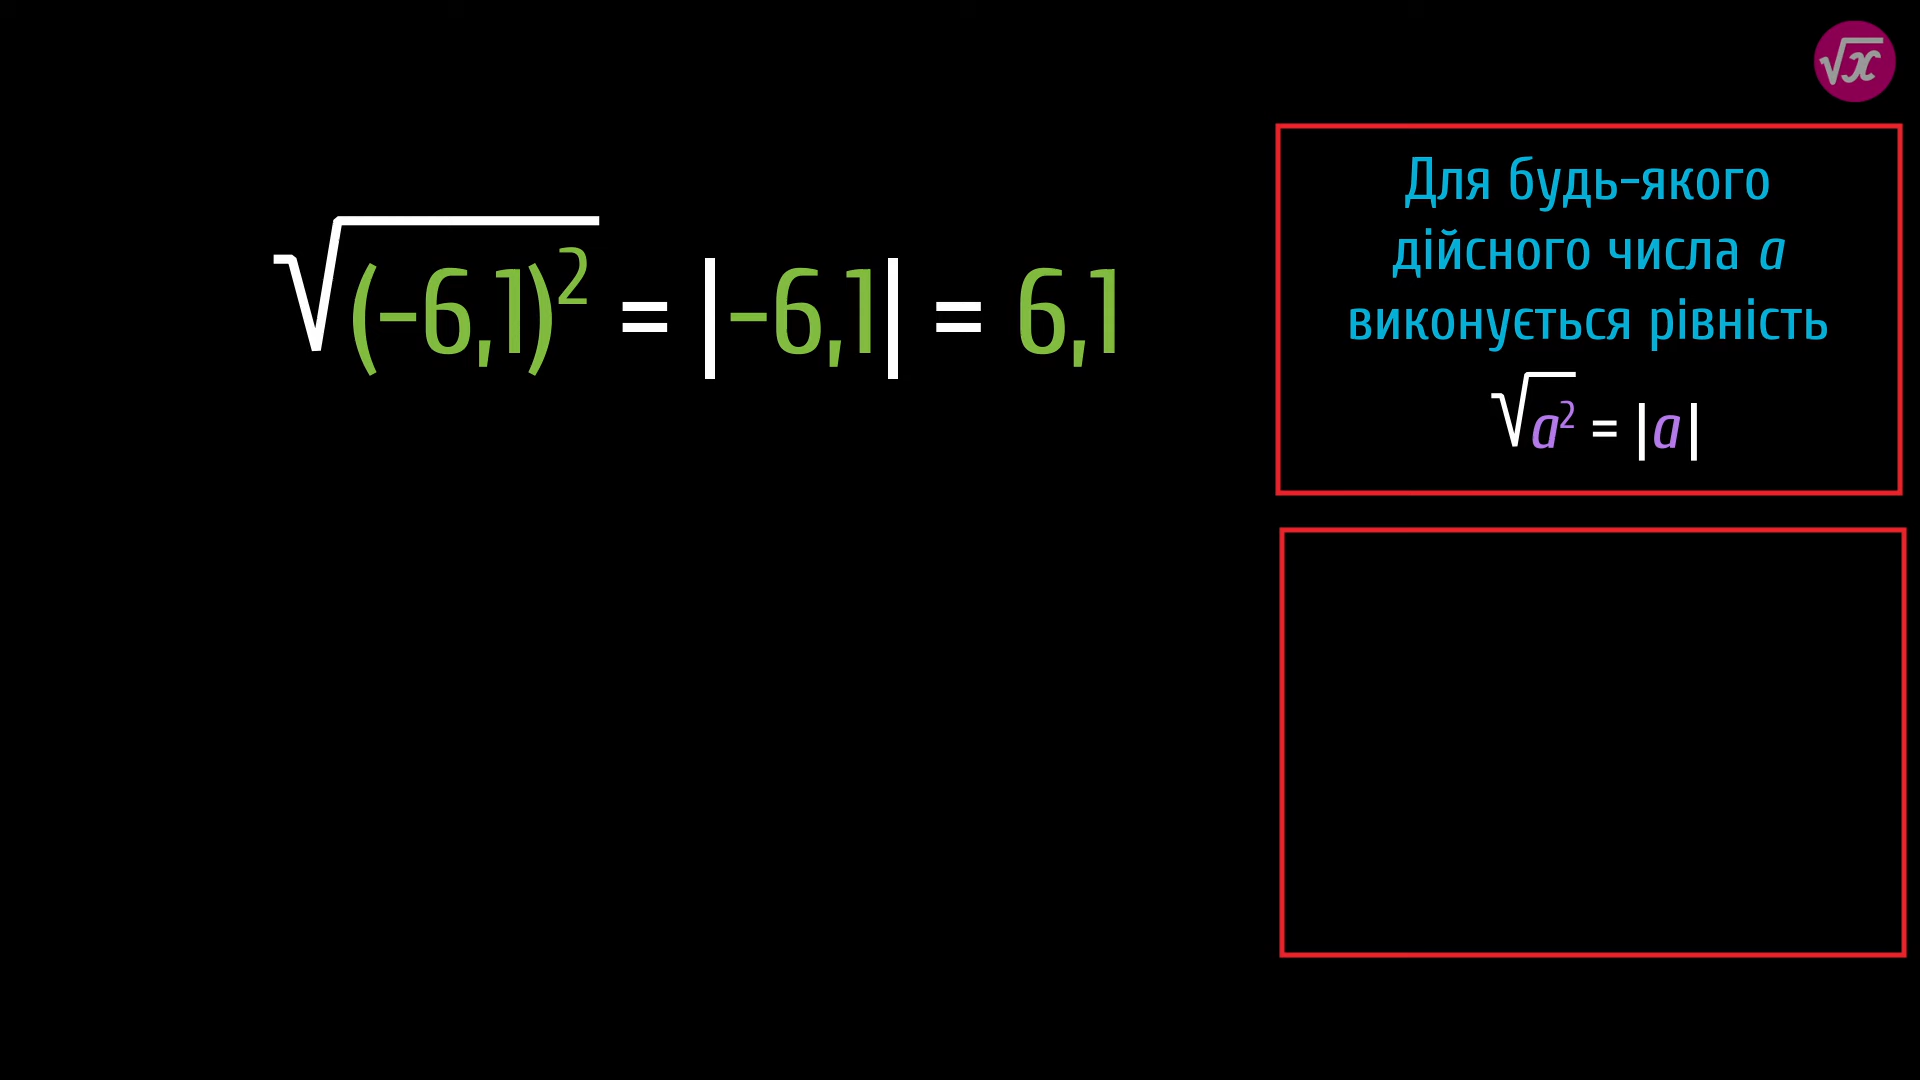 √x
√(-6,1)² = |-6,1| = 6,1
Для будь-якого
дійсного числа a
виконується рівність
√a² = |a|